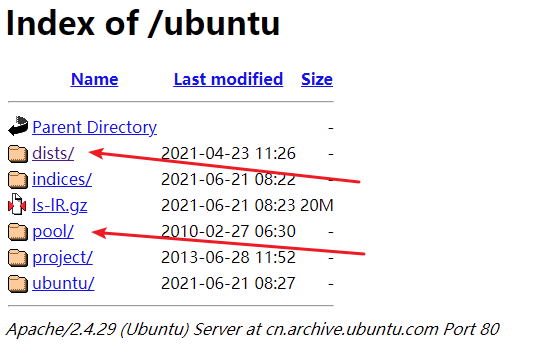 Index of /ubuntu
Name Last modified Size
Parent Directory -
dists/ 2021-04-23 11:26 -
indices/ 2021-06-21 08:22 -
ls-lR.gz 2021-06-21 08:23 20M
pool/ 2010-02-27 06:30 -
project/ 2013-06-28 11:52 -
ubuntu/ 2021-06-21 08:27 -
Apache/2.4.29 (Ubuntu) Server at cn.archive.ubuntu.com Port 80